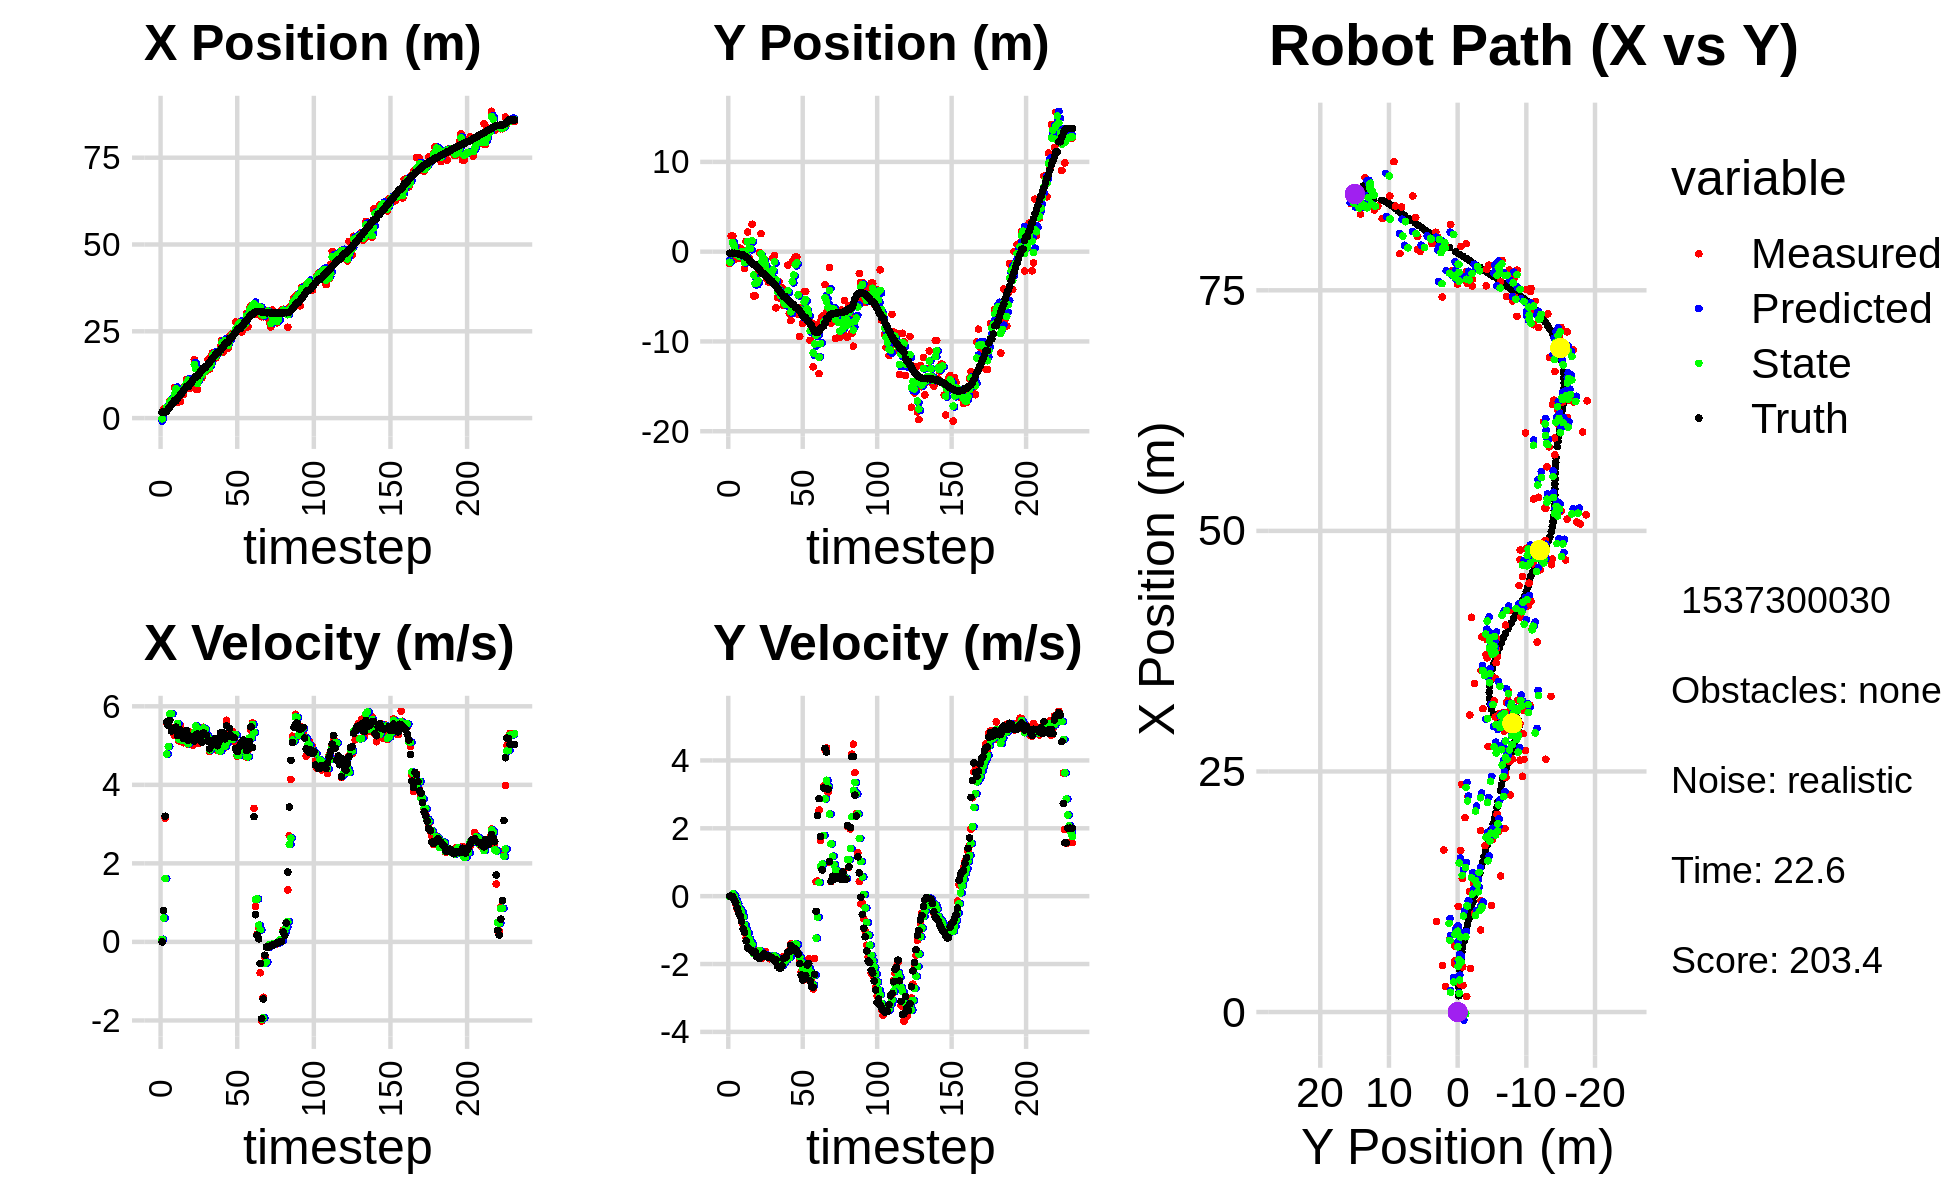 X Position (m)
75
50
25
0
0 50 100 150 200
timestep
Y Position (m)
10
0
-10
-20
0 50 100 150 200
timestep
X Velocity (m/s)
6
4
2
0
-2
0 50 100 150 200
timestep
Y Velocity (m/s)
4
2
0
-2
-4
0 50 100 150 200
timestep
Robot Path (X vs Y)
X Position (m)
75
50
25
0
20 10 0 -10 -20
Y Position (m)
variable
Measured
Predicted
State
Truth
1537300030
Obstacles: none
Noise: realistic
Time: 22.6
Score: 203.4